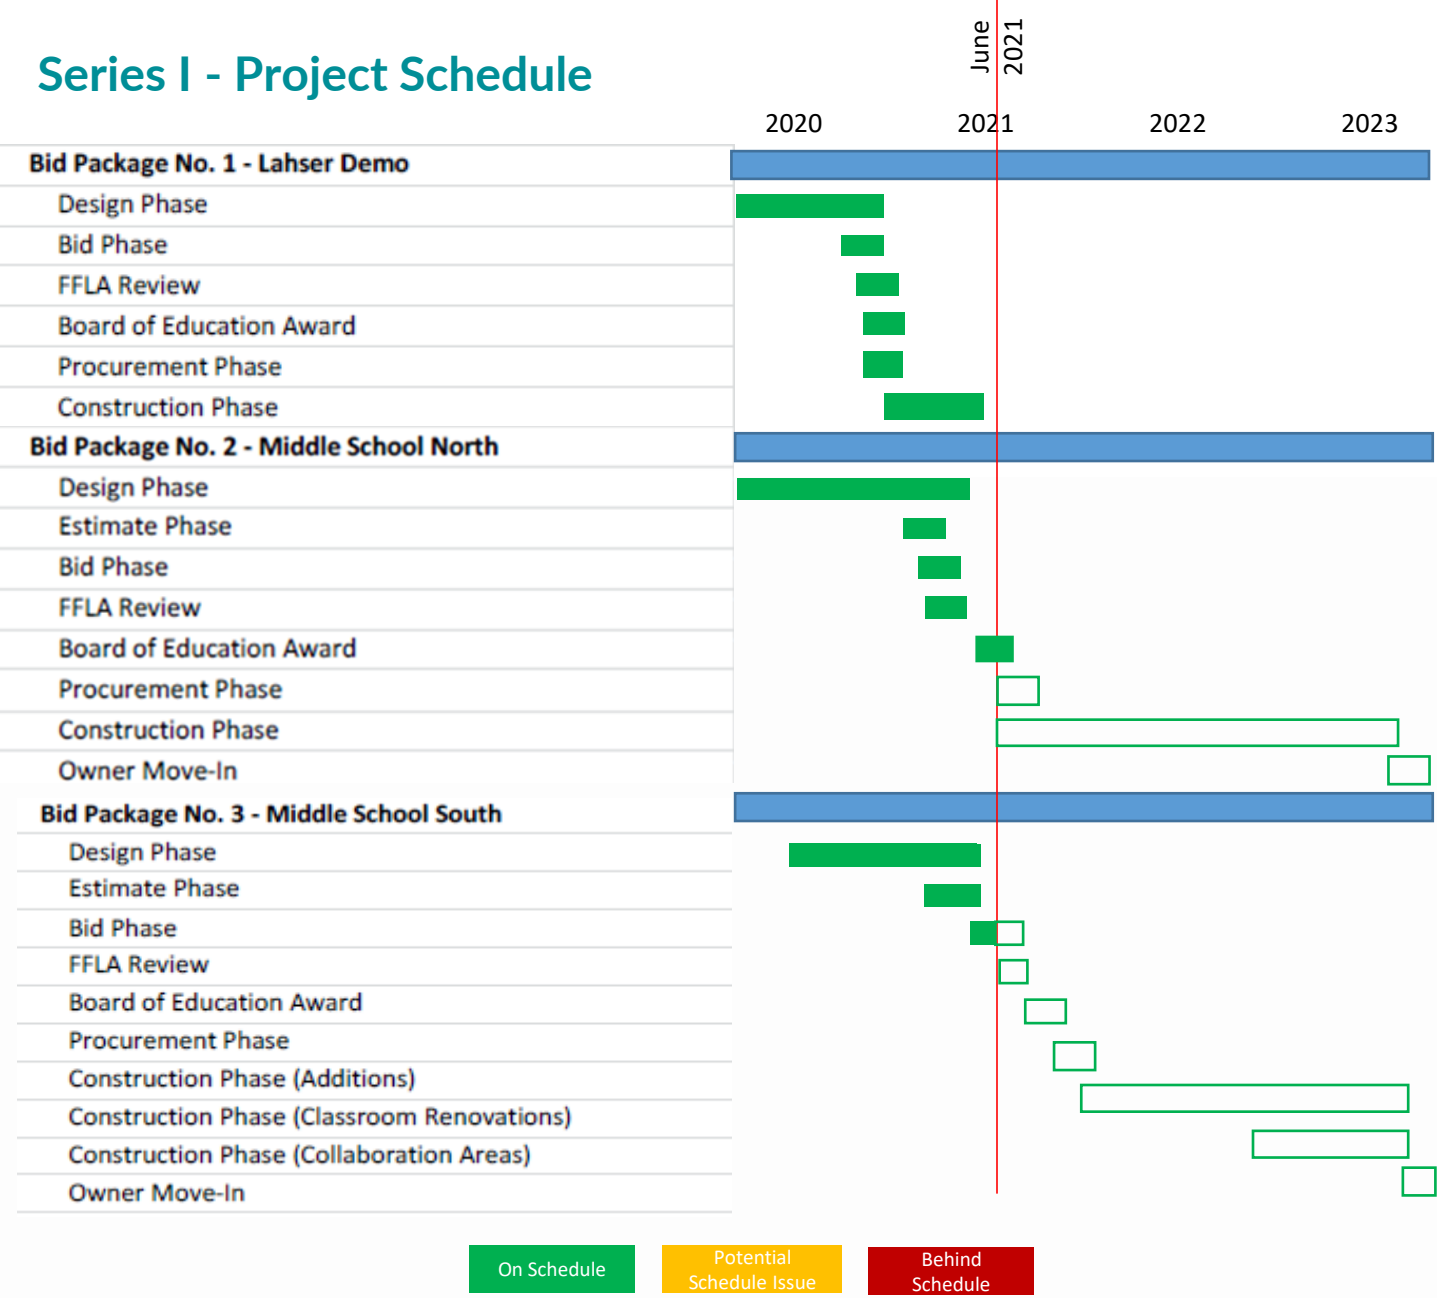 June
2021
Series I - Project Schedule
2020 2021 2022 2023
Bid Package No. 1 - Lahser Demo
Design Phase
Bid Phase
FFLA Review
Board of Education Award
Procurement Phase
Construction Phase
Bid Package No. 2 - Middle School North
Design Phase
Estimate Phase
Bid Phase
FFLA Review
Board of Education Award
Procurement Phase
Construction Phase
Owner Move-In
Bid Package No. 3 - Middle School South
Design Phase
Estimate Phase
Bid Phase
FFLA Review
Board of Education Award
Procurement Phase
Construction Phase (Additions)
Construction Phase (Classroom Renovations)
Construction Phase (Collaboration Areas)
Owner Move-In
On Schedule
Potential
Schedule Issue
Behind
Schedule